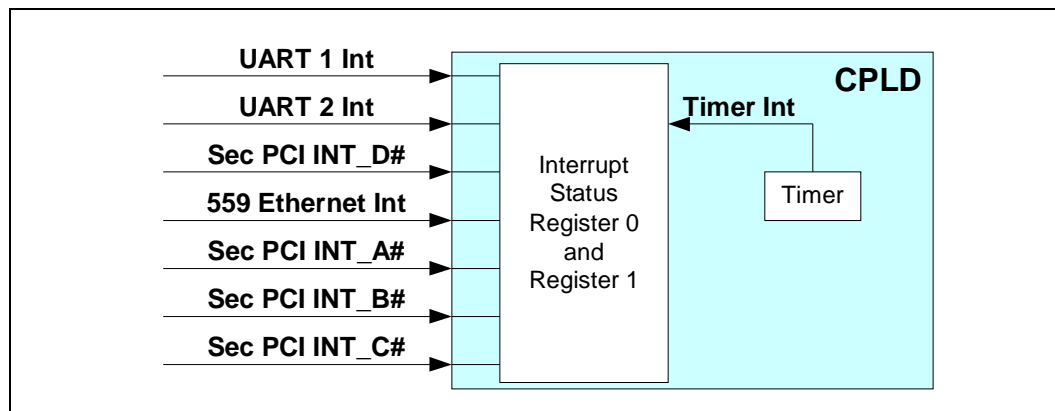 UART 1 Int
UART 2 Int
Sec PCI INT_D#
559 Ethernet Int
Sec PCI INT_A#
Sec PCI INT_B#
Sec PCI INT_C#
Interrupt
Status
Register 0
and
Register 1
CPLD
Timer Int
Timer